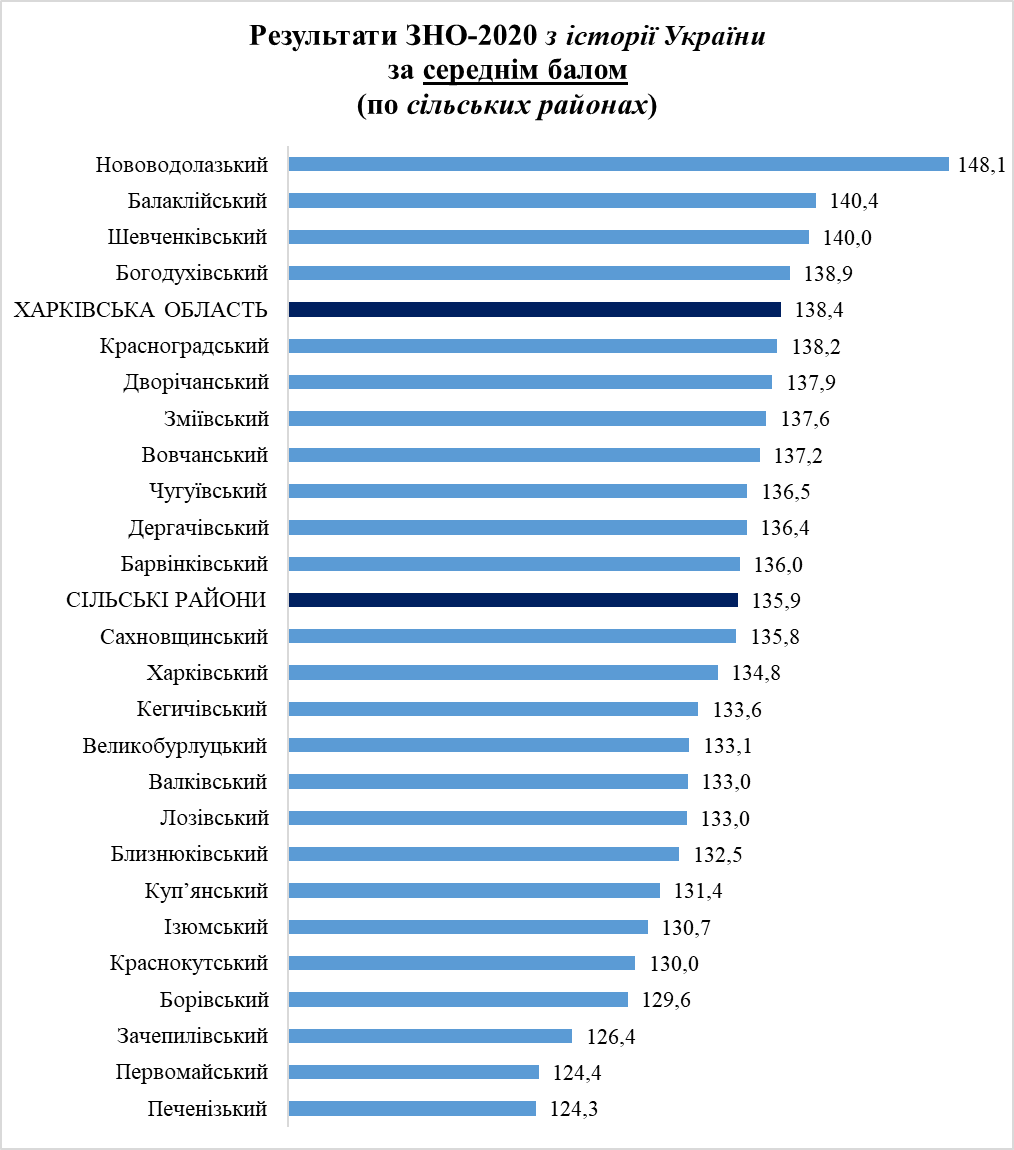 Результати ЗНО-2020 з історії України
за середнім балом
(по сільських районах)
Нововодолазький 148,1
Балаклійський 140,4
Шевченківський 140,0
Богодухівський 138,9
ХАРКІВСЬКА ОБЛАСТЬ 138,4
Красноградський 138,2
Дворічанський 137,9
Зміївський 137,6
Вовчанський 137,2
Чугуївський 136,5
Дергачівський 136,4
Барвінківський 136,0
СІЛЬСЬКІ РАЙОНИ 135,9
Сахновщинський 135,8
Харківський 134,8
Кегичівський 133,6
Великобурлуцький 133,1
Валківський 133,0
Лозівський 133,0
Близнюківський 132,5
Куп’янський 131,4
Ізюмський 130,7
Краснокутський 130,0
Борівський 129,6
Зачепилівський 126,4
Первомайський 124,4
Печенізький 124,3